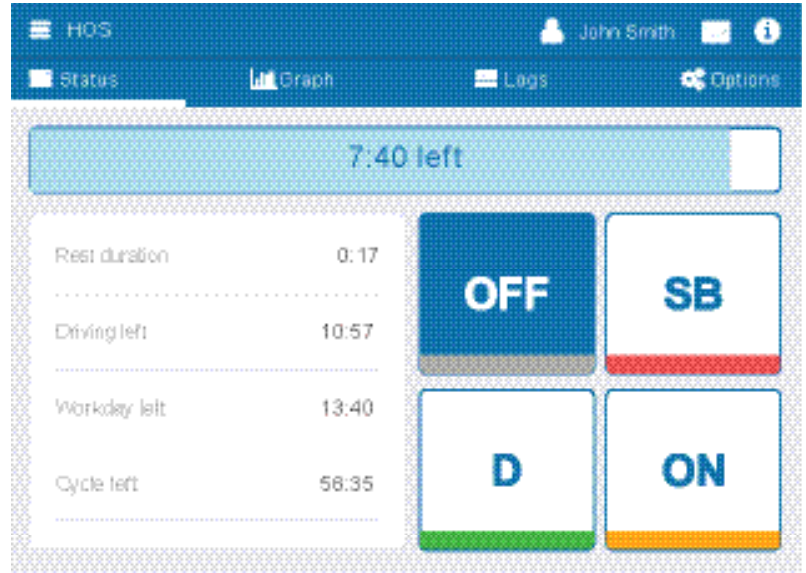 HOS John Smith
Status Graph Logs Options
7:40 left
Rest duration 0:17
Driving left 10:57
Workday left 13:40
Cycle left 56:35
OFF SB
D ON